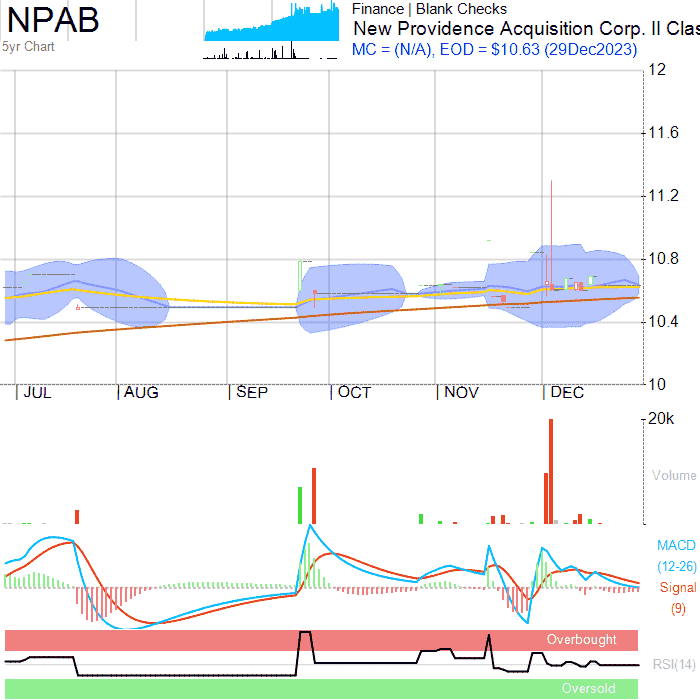 NPAB
5yr Chart
Finance | Blank Checks
New Providence Acquisition Corp. II Clas
MC = (N/A), EOD = $10.63 (29Dec2023)
12
11.6
11.2
10.8
10.4
10
JUL AUG SEP OCT NOV DEC
20k
Volume
MACD
(12-26)
Signal
(9)
Overbought
RSI(14)
Oversold